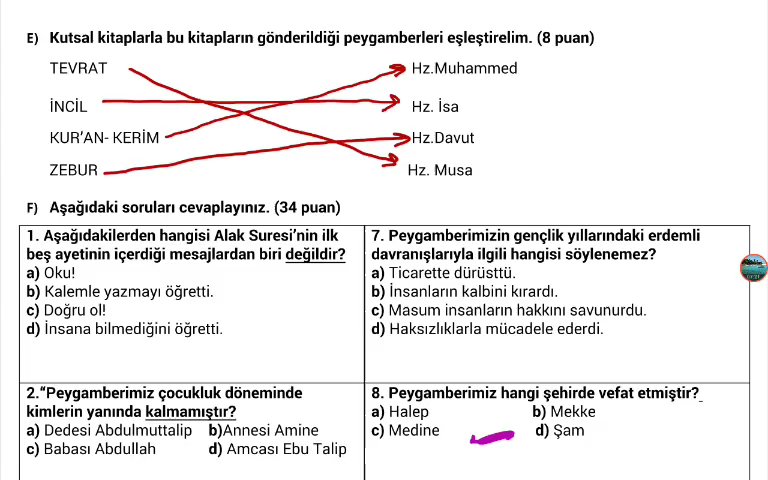 E) Kutsal kitaplarla bu kitapların gönderildiği peygamberleri eşleştirelim. (8 puan)
TEVRAT Hz.Muhammed
İNCİL Hz. İsa
KUR'AN- KERİM Hz.Davut
ZEBUR Hz. Musa
F) Aşağıdaki soruları cevaplayınız. (34 puan)
1. Aşağıdakilerden hangisi Alak Suresi'nin ilk
beş ayetinin içerdiği mesajlardan biri değildir?
a) Oku!
b) Kalemle yazmayı öğretti.
c) Doğru ol!
d) İnsana bilmediğini öğretti.
7. Peygamberimizin gençlik yıllarındaki erdemli
davranışlarıyla ilgili hangisi söylenemez?
a) Ticarette dürüsttü.
b) İnsanların kalbini kırardı.
c) Masum insanların hakkını savunurdu.
d) Haksızlıklarla mücadele ederdi.
2.“Peygamberimiz çocukluk döneminde
kimlerin yanında kalmamıştır?
a) Dedesi Abdulmuttalip b)Annesi Amine
c) Babası Abdullah d) Amcası Ebu Talip
8. Peygamberimiz hangi şehirde vefat etmiştir?
a) Halep b) Mekke
c) Medine d) Şam